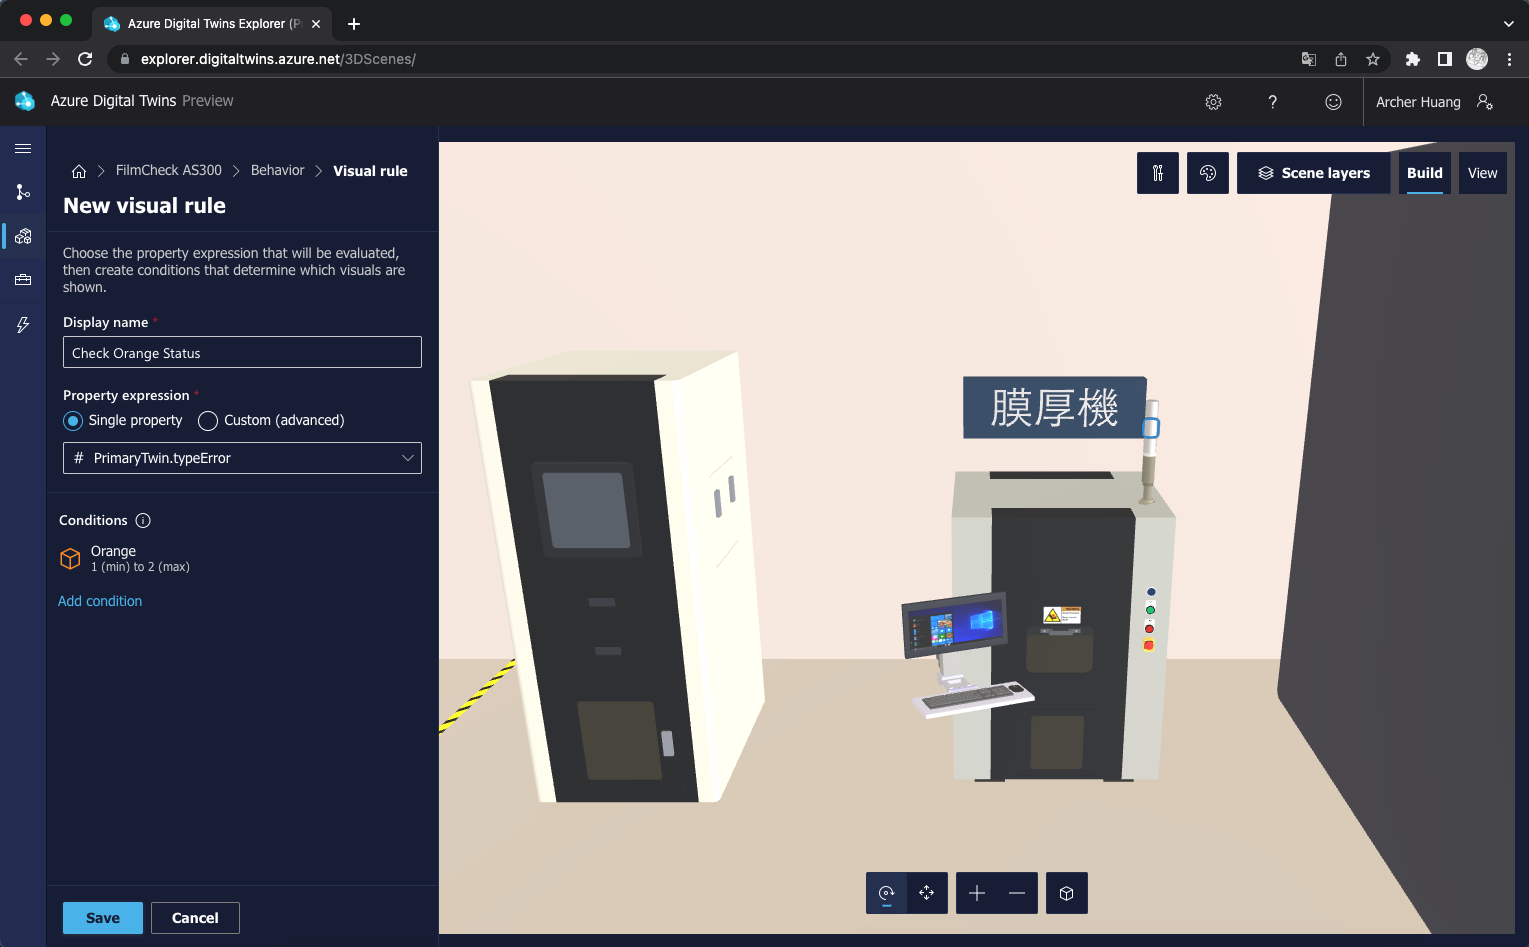 Azure Digital Twins Explorer (P
explorer.digitaltwins.azure.net/3DScenes/
Azure Digital Twins Preview
?
Archer Huang
FilmCheck AS300 > Behavior > Visual rule
New visual rule
Choose the property expression that will be evaluated,
then create conditions that determine which visuals are
shown.
Display name *
Check Orange Status
Property expression *
Single property
Custom (advanced)
# PrimaryTwin.typeError
Conditions
Orange
1 (min) to 2 (max)
Add condition
Save
Cancel
Scene layers
Build
View
膜厚機